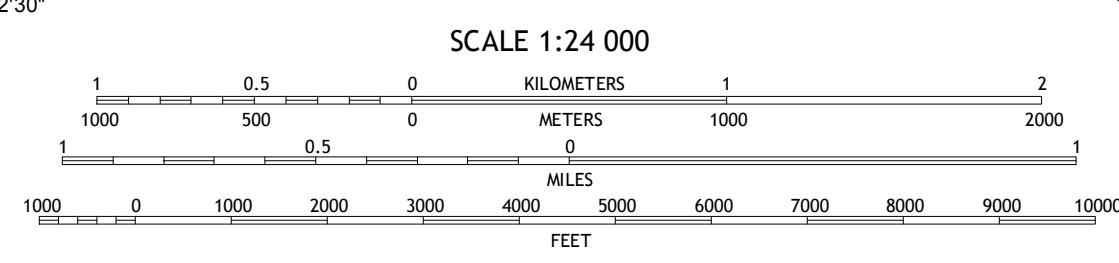 2'30"
SCALE 1:24 000
1 0.5 0 KILOMETERS 1 2
1000 500 0 METERS 1000 2000
1 0.5 0 1
MILES
1000 0 1000 2000 3000 4000 5000 6000 7000 8000 9000 10000
FEET